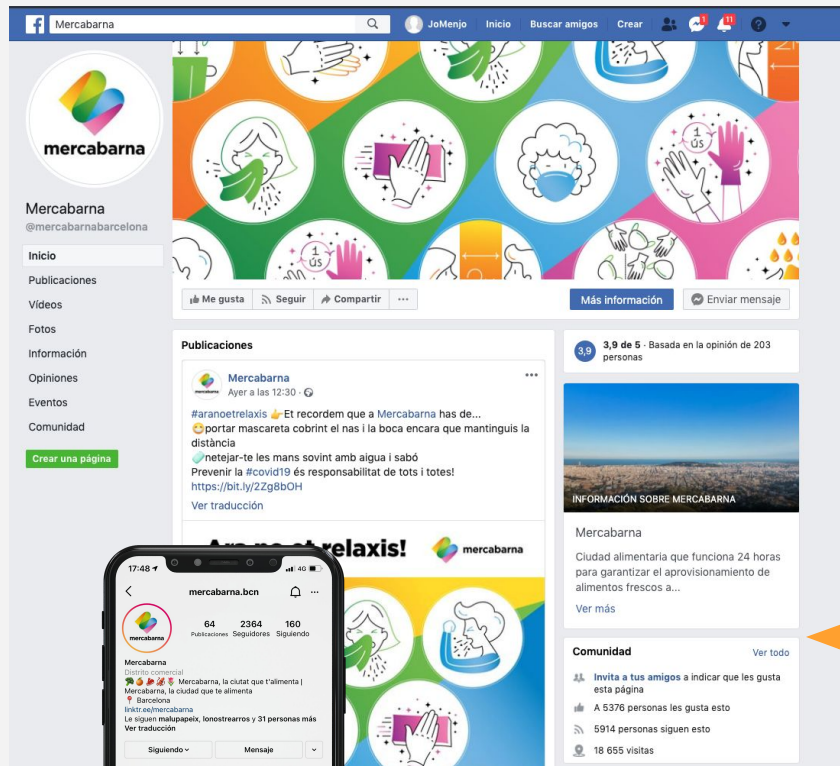 Mercabarna
JoMenjo
Inicio
Buscar amigos
Crear
1
11
mercabarna
Mercabarna
@mercabarnabarcelona
Inicio
Publicaciones
Vídeos
Fotos
Información
Opiniones
Eventos
Comunidad
Crear una página
1
ús
1
ús
Me gusta
Seguir
Compartir
Más información
Enviar mensaje
Publicaciones
mercabarna
Mercabarna
Ayer a las 12:30 ·
#aranoetrelaxis 👉Et recordem que a Mercabarna has de...
😷portar mascareta cobrint el nas i la boca encara que mantinguis la
distància
🧼netejar-te les mans sovint amb aigua i sabó
Prevenir la #covid19 és responsabilitat de tots i totes!
https://bit.ly/2Zg8bOH
Ver traducción
Ara no et relaxis!
mercabarna
3,9
3,9 de 5 · Basada en la opinión de 203
personas
INFORMACIÓN SOBRE MERCABARNA
Mercabarna
Ciudad alimentaria que funciona 24 horas
para garantizar el aprovisionamiento de
alimentos frescos a...
Ver más
Comunidad
Ver todo
Invita a tus amigos a indicar que les gusta
esta página
A 5376 personas les gusta esto
5914 personas siguen esto
18 655 visitas
17:48
4G
mercabarna.bcn
mercabarna
64
2364
160
Publicaciones
Seguidores
Siguiendo
Mercabarna
Distrito comercial
Mercabarna, la ciutat que t'alimenta |
Mercabarna, la ciudad que te alimenta
Barcelona
linktr.ee/mercabarna
Le siguen malupapeix, lonostrearros y 31 personas más
Ver traducción
Siguiendo
Mensaje